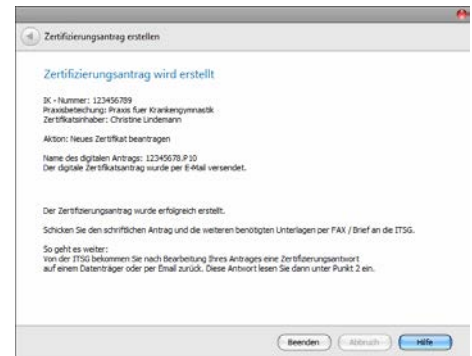 Zertifizierungsantrag erstellen
Zertifizierungsantrag wird erstellt
IK - Nummer: 123456789
Praxisbeteichung: Praxis fuer Krankengymnastik
Zertifkatsinhaber: Christine Lindemann
Aktion: Neues Zertifikat beantragen
Name des digitalen Antrags: 12345678.P10
Der digitale Zertifkatsantrag wurde per E-Mail versendet.
Der Zertifizierungsantrag wurde erfolgreich erstellt.
Schicken Sie den schriftlichen Antrag und die weiteren benötigten Unterlagen per FAX / Brief an die ITSG.
So geht es weiter:
Von der ITSG bekommen Sie nach Bearbeitung Ihres Antrages eine Zertifizierungsantwort
auf einem Datenträger oder per Email zurück. Diese Antwort lesen Sie dann unter Punkt 2 ein.
Beenden Abbruch Hilfe